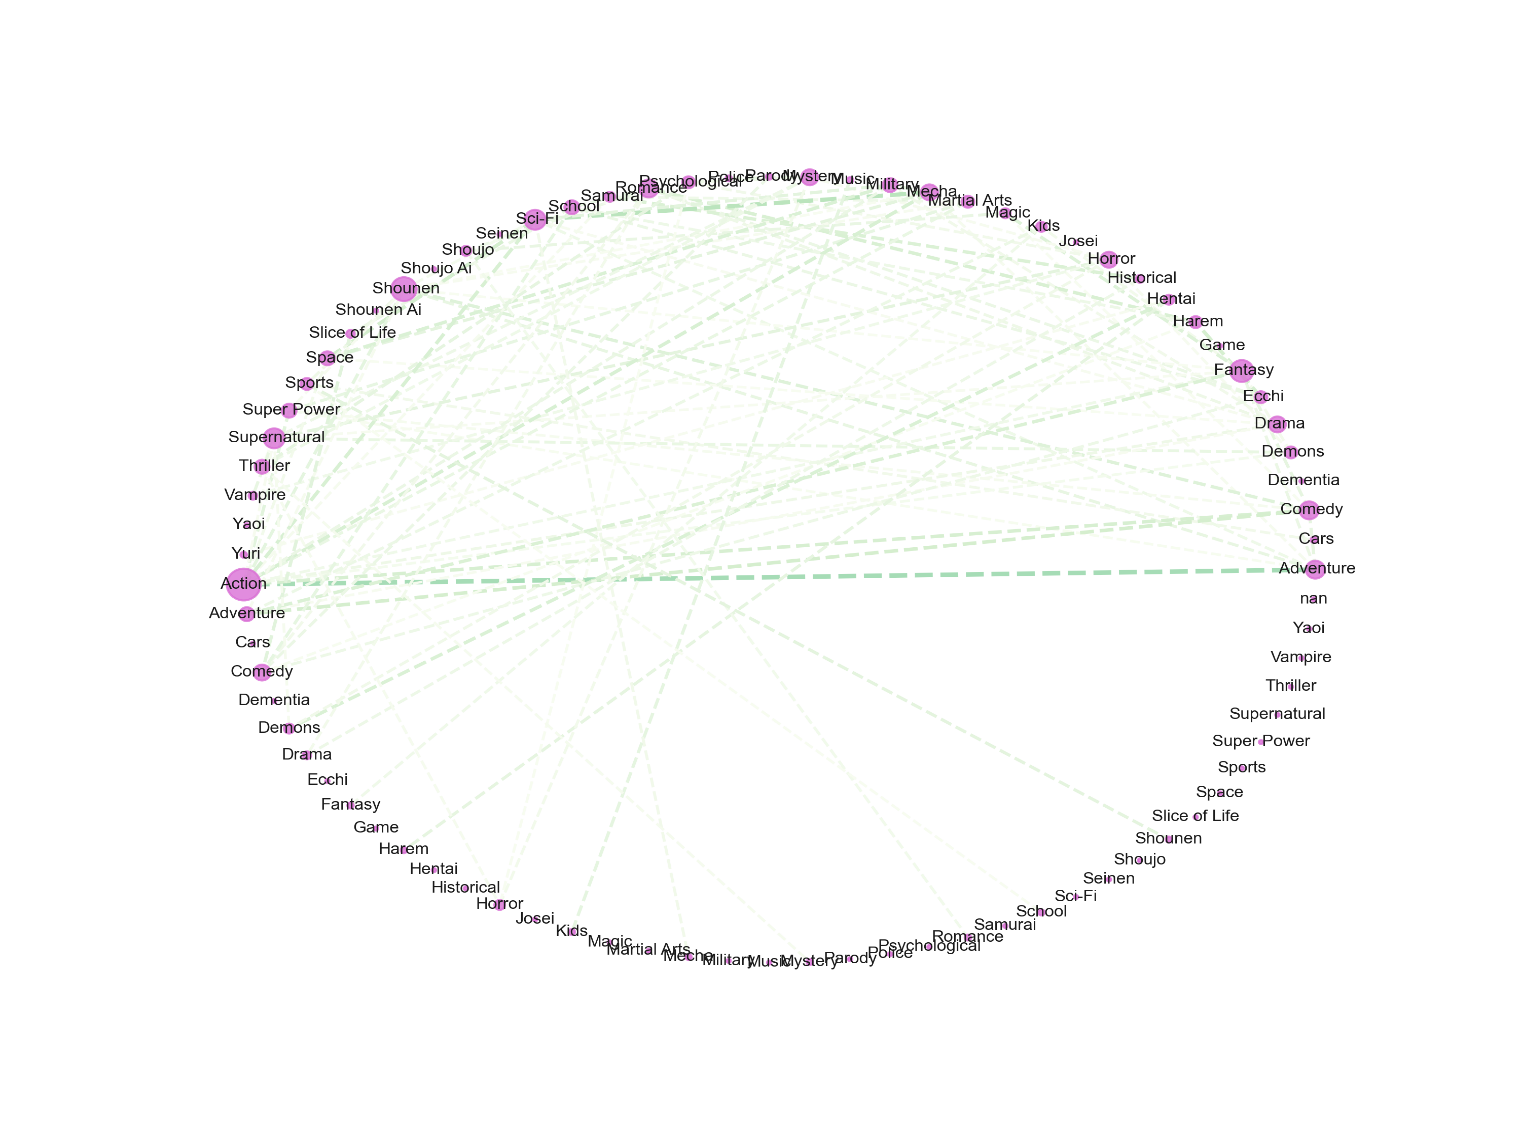 Parody
Mystery
Music
Military
Mecha
Martial Arts
Magic
Kids
Josei
Horror
Historical
Hentai
Harem
Game
Fantasy
Ecchi
Drama
Demons
Dementia
Comedy
Cars
Adventure
nan
Yaoi
Vampire
Thriller
Supernatural
Super Power
Sports
Space
Slice of Life
Shounen
Shoujo
Seinen
Sci-Fi
School
Samurai
Romance
Psychological
Police
Parody
Mystery
Music
Military
Mecha
Martial Arts
Magic
Kids
Josei
Horror
Historical
Hentai
Harem
Game
Fantasy
Ecchi
Drama
Demons
Dementia
Comedy
Cars
Adventure
Action
Yuri
Yaoi
Vampire
Thriller
Supernatural
Super Power
Sports
Space
Slice of Life
Shounen Ai
Shounen
Shoujo Ai
Shoujo
Seinen
Sci-Fi
School
Samurai
Romance
Psychological
Police